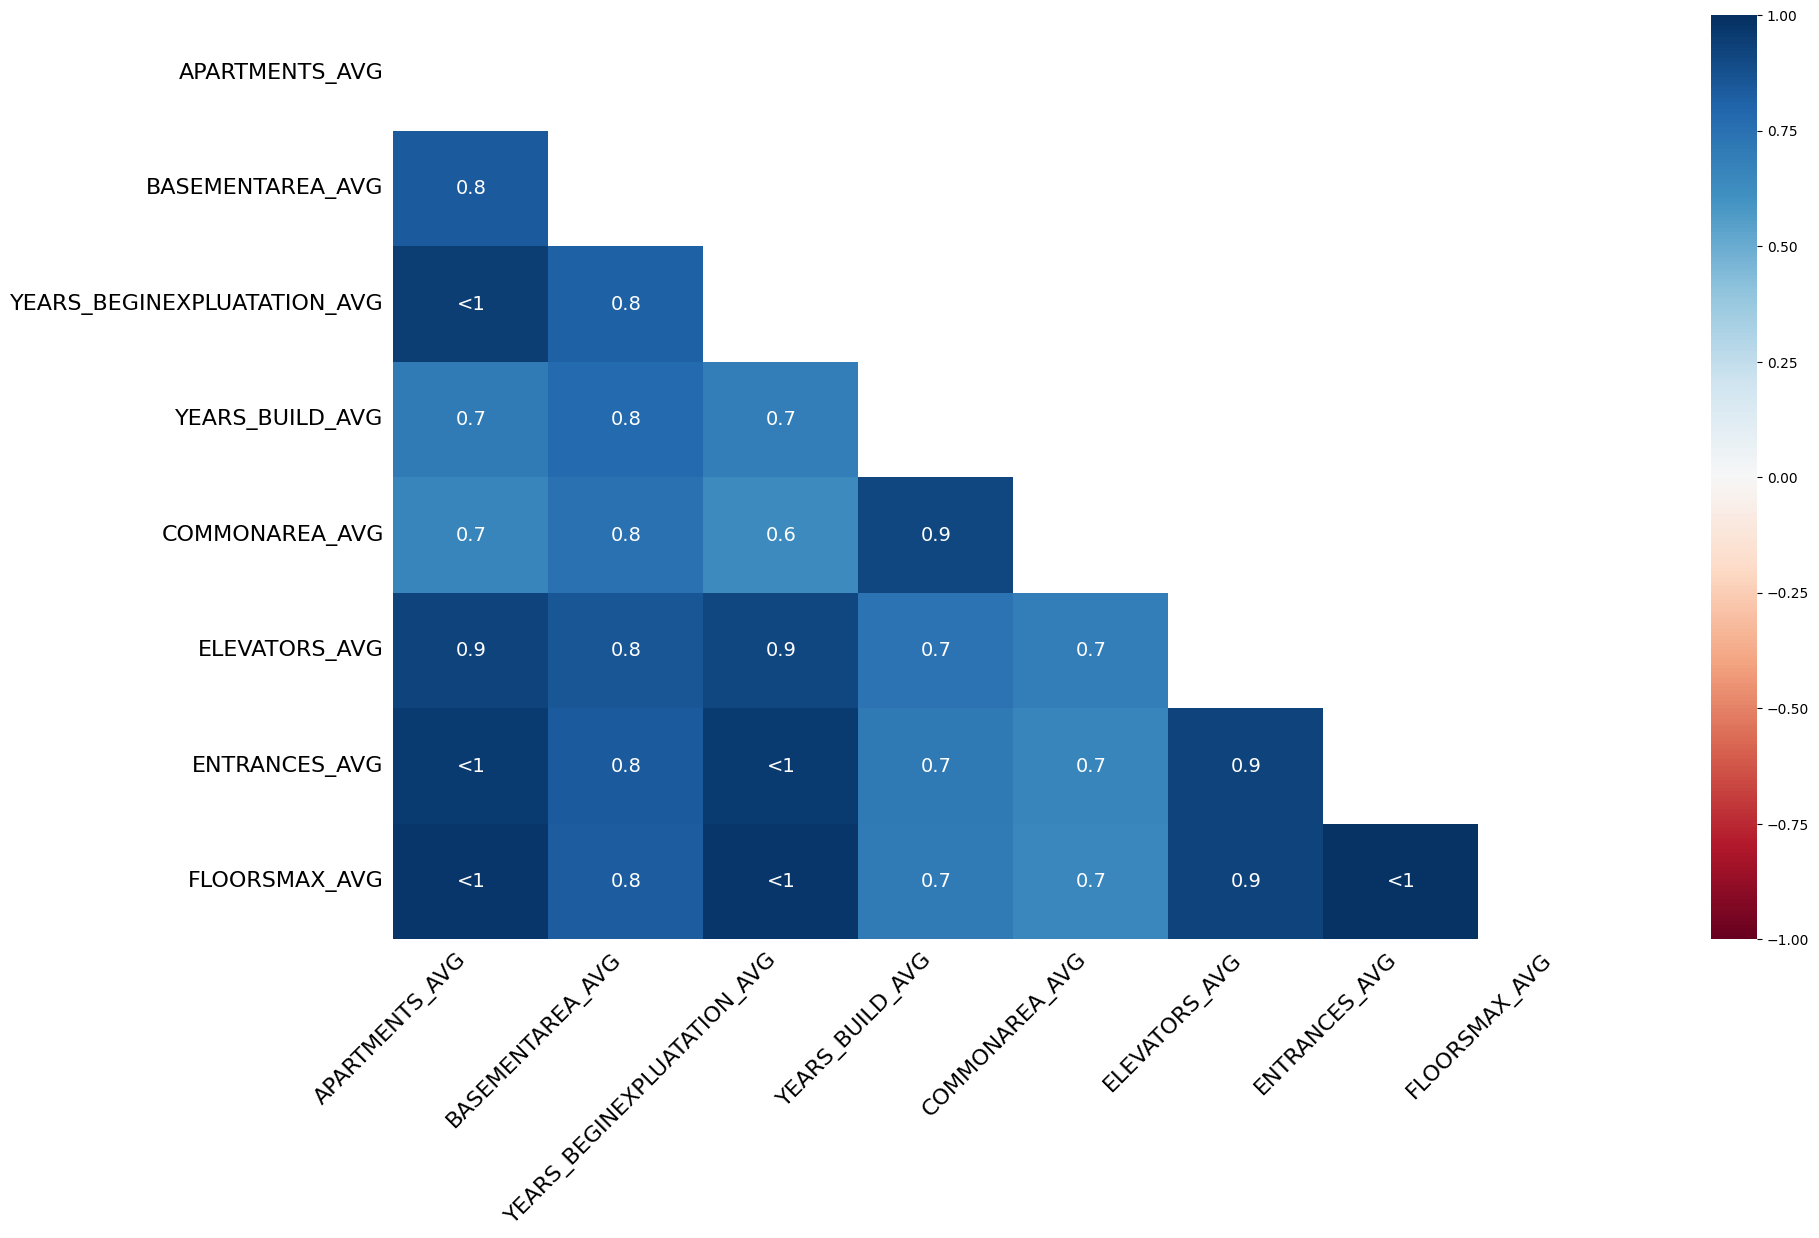 APARTMENTS_AVG
BASEMENTAREA_AVG 0.8
YEARS_BEGINEXPLUATATION_AVG <1 0.8
YEARS_BUILD_AVG 0.7 0.8 0.7
COMMONAREA_AVG 0.7 0.8 0.6 0.9
ELEVATORS_AVG 0.9 0.8 0.9 0.7 0.7
ENTRANCES_AVG <1 0.8 <1 0.7 0.7 0.9
FLOORSMAX_AVG <1 0.8 <1 0.7 0.7 0.9 <1
APARTMENTS_AVG
BASEMENTAREA_AVG
YEARS_BEGINEXPLUATATION_AVG
YEARS_BUILD_AVG
COMMONAREA_AVG
ELEVATORS_AVG
ENTRANCES_AVG
FLOORSMAX_AVG
1.00
0.75
0.50
0.25
0.00
−0.25
−0.50
−0.75
−1.00